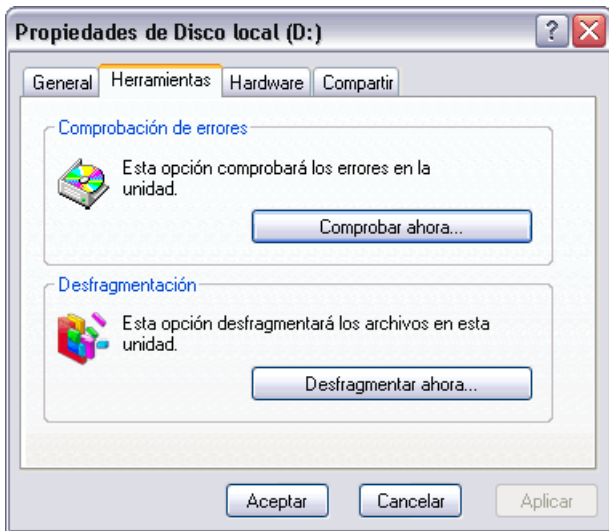 Propiedades de Disco local (D:)
General Herramientas Hardware Compartir
Comprobación de errores
Esta opción comprobará los errores en la
unidad.
Comprobar ahora...
Desfragmentación
Esta opción desfragmentará los archivos en esta
unidad.
Desfragmentar ahora...
Aceptar Cancelar Aplicar